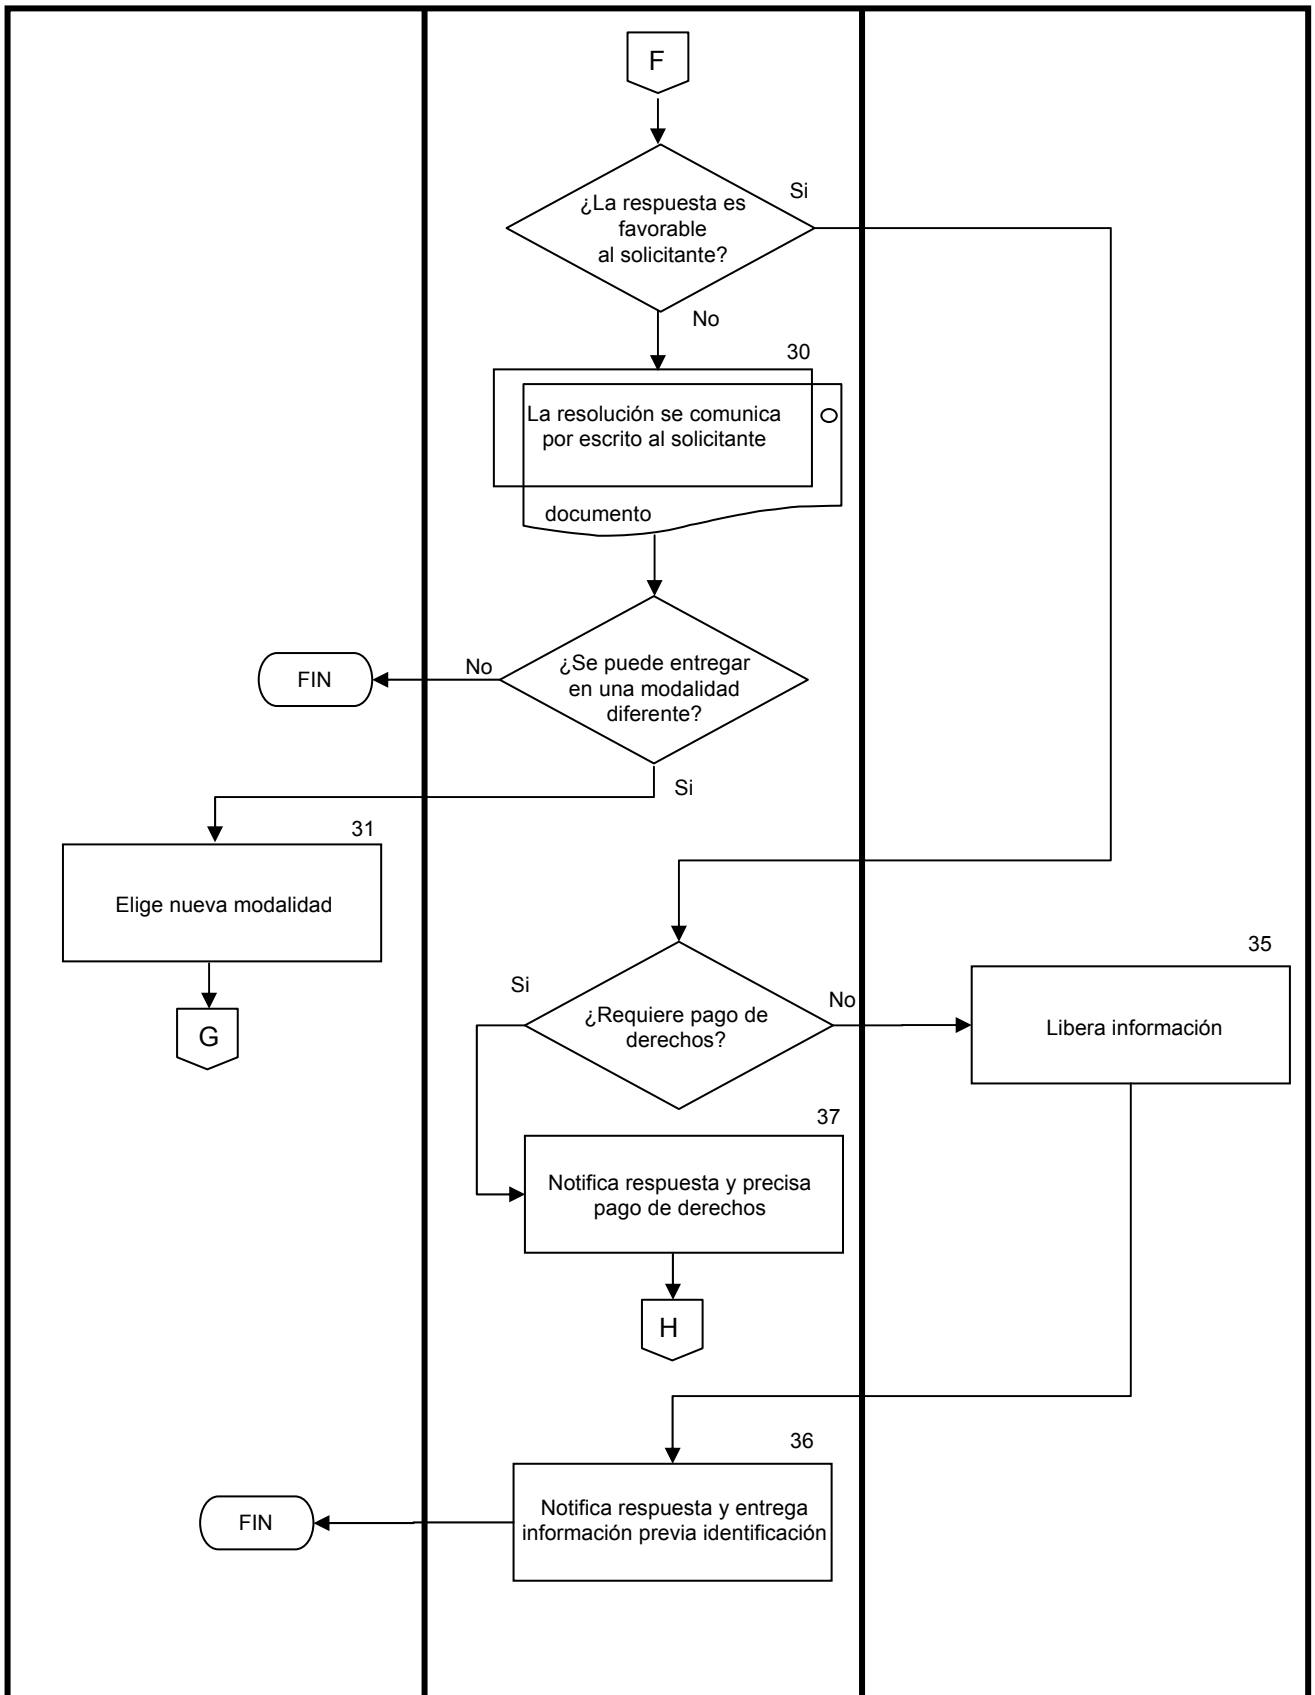 F
¿La respuesta es
favorable
al solicitante?
Si
No
30
La resolución se comunica
por escrito al solicitante
O
documento
¿Se puede entregar
en una modalidad
diferente?
No
FIN
Si
31
Elige nueva modalidad
G
¿Requiere pago de
derechos?
Si
No
35
Libera información
37
Notifica respuesta y precisa
pago de derechos
H
36
Notifica respuesta y entrega
información previa identificación
FIN